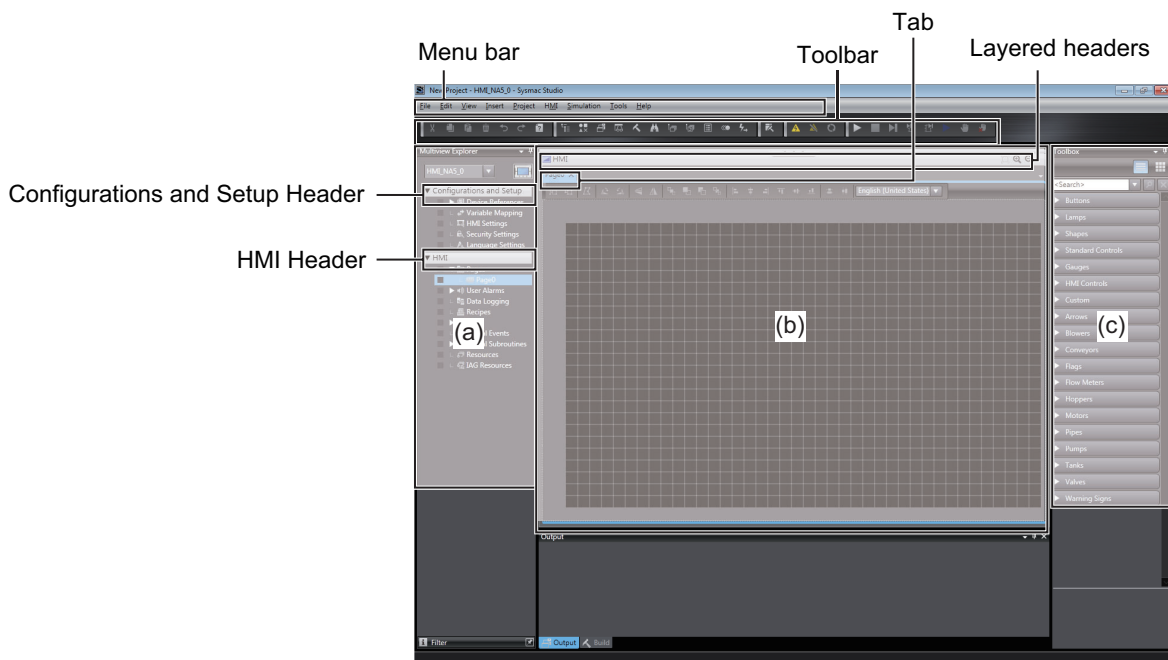 Tab
Menu bar
Toolbar
Layered headers
New Project - HMI_NA5_0 - Sysmac Studio
File Edit View Insert Project HMI Simulation Tools Help
Multiview Explorer
HMI
Toolbox
HMI_NA5_0
Configurations and Setup Header
Configurations and Setup
English (United States)
<Search>
Device References
Variable Mapping
HMI Settings
Security Settings
Language Settings
HMI Header
HMI
Page0
User Alarms
Data Logging
Recipes
(a)
Events
Subroutines
Resources
IAG Resources
(b)
Buttons
Lamps
Shapes
Standard Controls
Gauges
HMI Controls
Custom
Arrows
Blowers
(c)
Conveyors
Flags
Flow Meters
Hoppers
Motors
Pipes
Pumps
Tanks
Valves
Warning Signs
Output
Filter
Output
Build